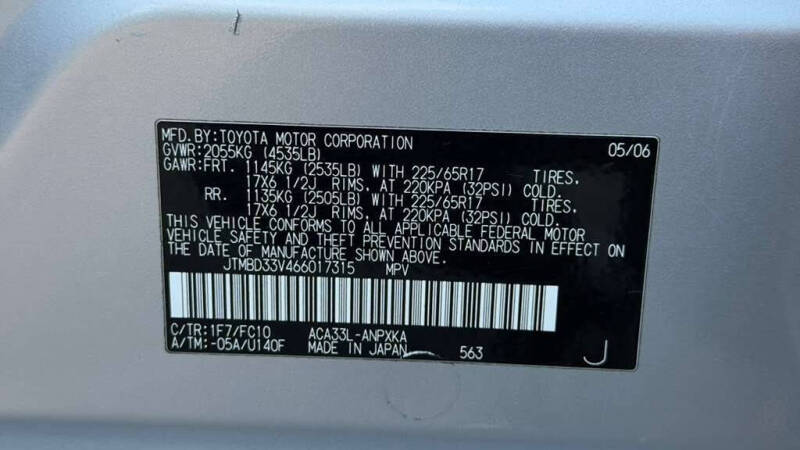 MFD.BY:TOYOTA MOTOR CORPORATION 05/06
GVWR:2055KG (4535LB)
GAWR:FRT. 1145KG (2535LB) WITH 225/65R17 TIRES,
17X6 1/2J RIMS, AT 220KPA (32PSI) COLD.
RR. 1135KG (2505LB) WITH 225/65R17 TIRES,
17X6 1/2J RIMS, AT 220KPA (32PSI) COLD.
THIS VEHICLE CONFORMS TO ALL APPLICABLE FEDERAL MOTOR
VEHICLE SAFETY AND THEFT PREVENTION STANDARDS IN EFFECT ON
THE DATE OF MANUFACTURE SHOWN ABOVE.
JTMBD33V466017315 MPV
C/TR:1F7/FC10 ACA33L-ANPXKA
A/TM:-05A/U140F MADE IN JAPAN 563 J